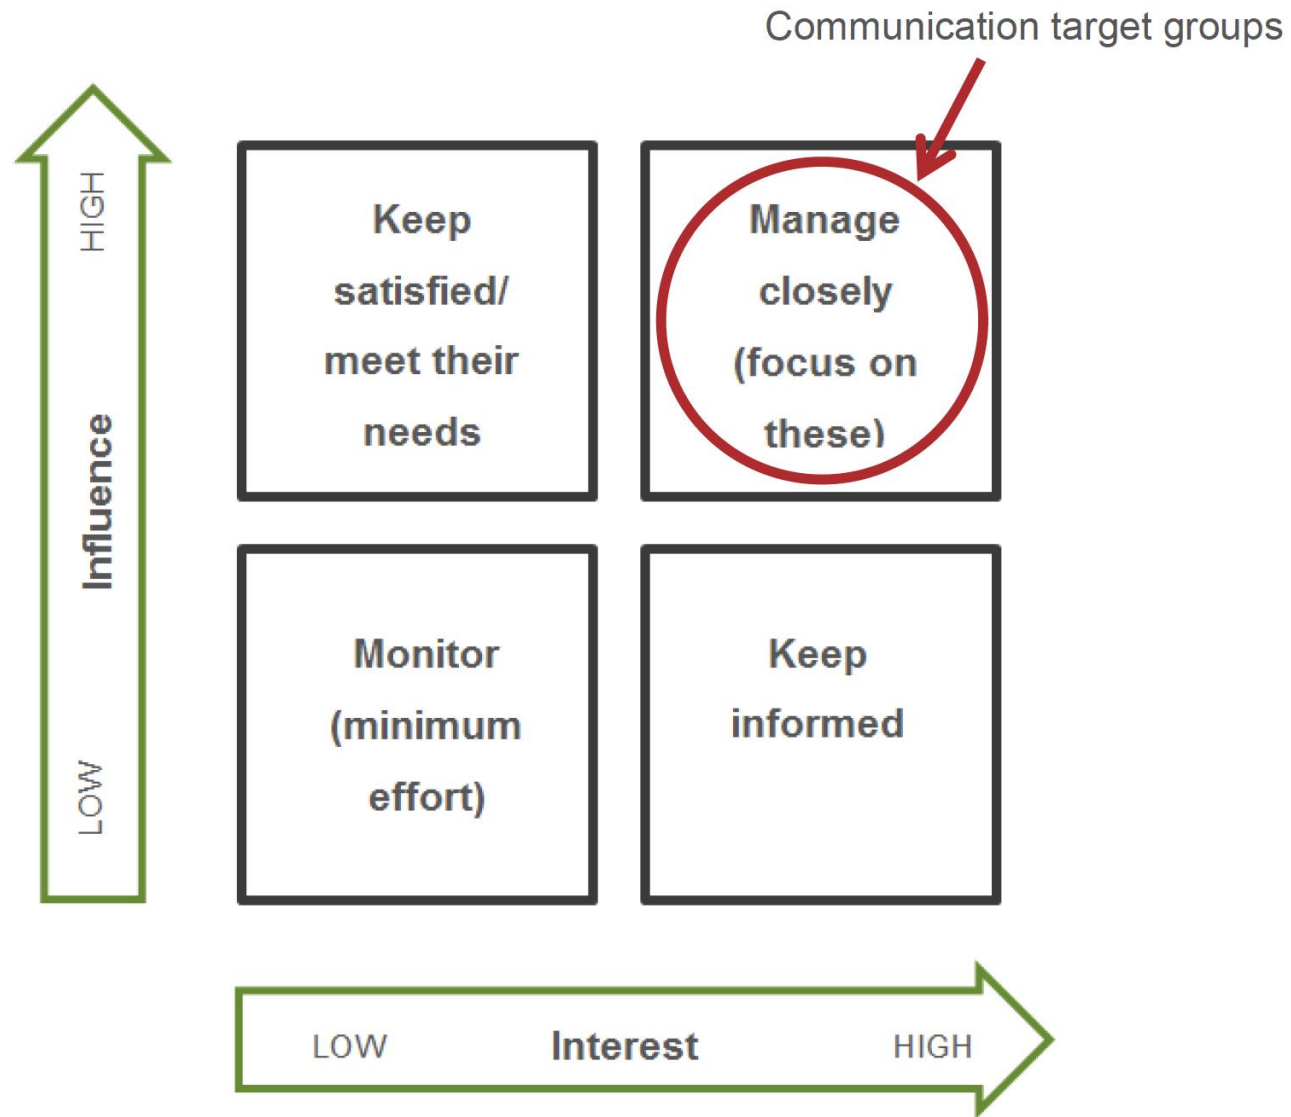 Communication target groups
HIGH
Influence
LOW
Keep
satisfied/
meet their
needs
Manage
closely
(focus on
these)
Monitor
(minimum
effort)
Keep
informed
LOW
Interest
HIGH